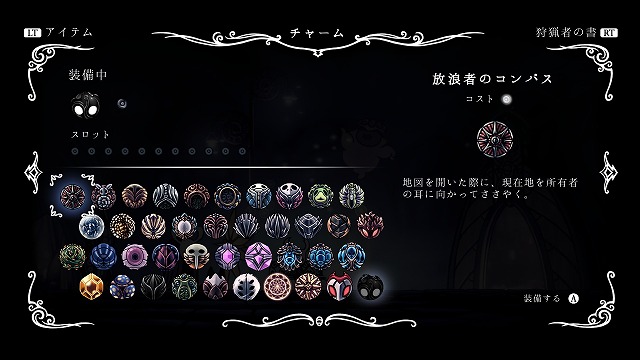 LT アイテム
チャーム
狩猟者の書 RT
装備中
スロット
放浪者のコンパス
コスト
地図を開いた際に、現在地を所有者
の耳に向かってささやく。
装備する A